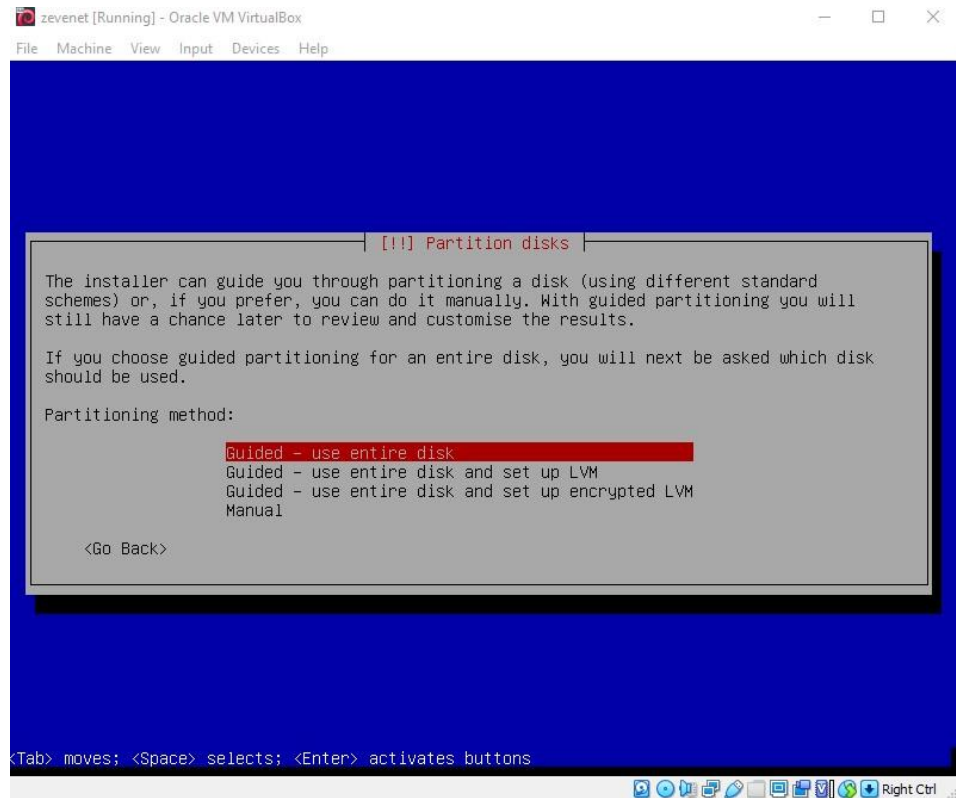 zevenet [Running] - Oracle VM VirtualBox
File Machine View Input Devices Help
[!!] Partition disks
The installer can guide you through partitioning a disk (using different standard
schemes) or, if you prefer, you can do it manually. With guided partitioning you will
still have a chance later to review and customise the results.
If you choose guided partitioning for an entire disk, you will next be asked which disk
should be used.
Partitioning method:
Guided - use entire disk
Guided - use entire disk and set up LVM
Guided - use entire disk and set up encrypted LVM
Manual
<Go Back>
<Tab> moves; <Space> selects; <Enter> activates buttons
Right Ctrl